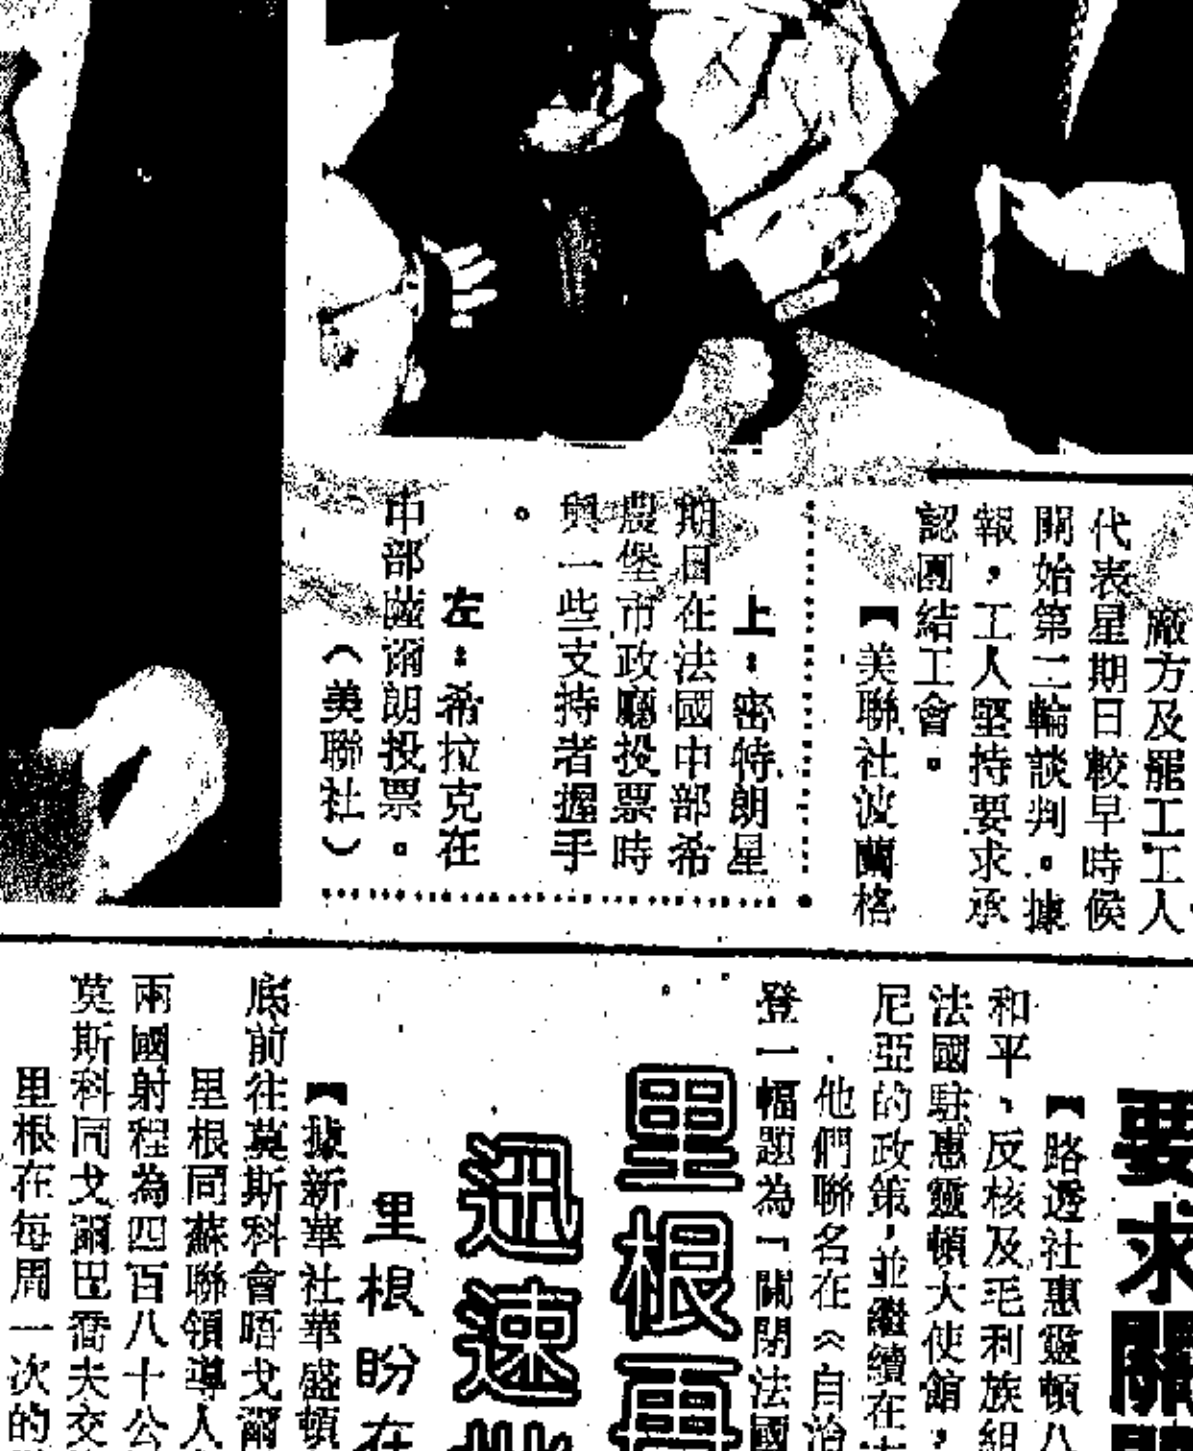 廠方及罷工工人
代表星期日較早時候
開始第二輪談判。據
報，工人堅持要求承
認團結工會。
【美聯社波蘭格
上：密特朗星
期日在法國中部希
農堡市政廳投票時
與一些支持者握手
。
左：希拉克在
中部薩爾朗投票。
（美聯社）
要求關
【路透社惠靈頓八
和平、反核及毛利族組
法國駐惠靈頓大使館，
尼亞的政策，並繼續在
他們聯名在《自治
登一幅題為「關閉法國
里根再
迅速
里根盼在
【據新華社華盛頓
底前往莫斯科會晤戈爾
里根同蘇聯領導人
兩國射程為四百八十公
莫斯科同戈爾巴喬夫交
里根在每周一次的